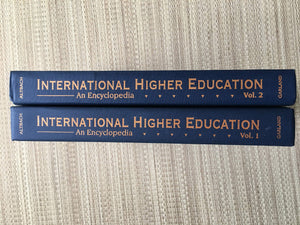 ALTBACH
INTERNATIONAL HIGHER EDUCATION
An Encyclopedia
Vol. 2
GARLAND
ALTBACH
INTERNATIONAL HIGHER EDUCATION
An Encyclopedia
Vol. 1
GARLAND